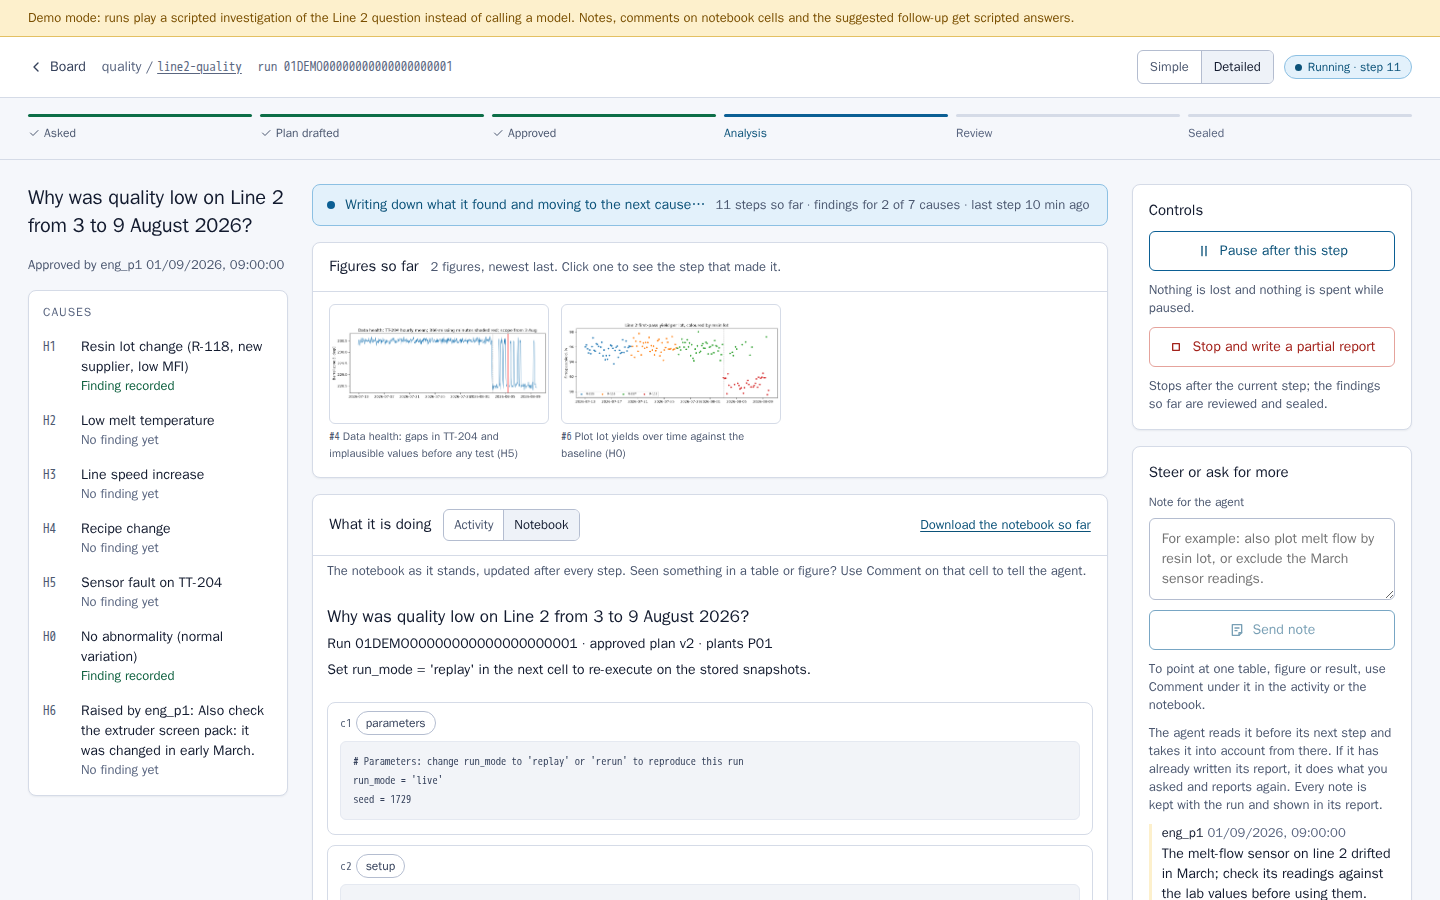 Demo mode: runs play a scripted investigation of the Line 2 question instead of calling a model. Notes, comments on notebook cells and the suggested follow-up get scripted answers.
Board quality / line2-quality run 01DEMO00000000000000000001
Simple Detailed Running · step 11
Asked Plan drafted Approved Analysis Review Sealed
Why was quality low on Line 2
from 3 to 9 August 2026?
Approved by eng_p1 01/09/2026, 09:00:00
CAUSES
H1 Resin lot change (R-118, new
supplier, low MFI)
Finding recorded
H2 Low melt temperature
No finding yet
H3 Line speed increase
No finding yet
H4 Recipe change
No finding yet
H5 Sensor fault on TT-204
No finding yet
H0 No abnormality (normal
variation)
Finding recorded
H6 Raised by eng_p1: Also check
the extruder screen pack: it
was changed in early March.
No finding yet
Writing down what it found and moving to the next cause··· 11 steps so far · findings for 2 of 7 causes · last step 10 min ago
Figures so far 2 figures, newest last. Click one to see the step that made it.
#4 Data health: gaps in TT-204 and
implausible values before any test (H5)
#6 Plot lot yields over time against the
baseline (H0)
What it is doing Activity Notebook Download the notebook so far
The notebook as it stands, updated after every step. Seen something in a table or figure? Use Comment on that cell to tell the agent.
Why was quality low on Line 2 from 3 to 9 August 2026?
Run 01DEMO00000000000000000001 · approved plan v2 · plants P01
Set run_mode = 'replay' in the next cell to re-execute on the stored snapshots.
c1 parameters
# Parameters: change run_mode to 'replay' or 'rerun' to reproduce this run
run_mode = 'live'
seed = 1729
c2 setup
Controls
Pause after this step
Nothing is lost and nothing is spent while
paused.
Stop and write a partial report
Stops after the current step; the findings
so far are reviewed and sealed.
Steer or ask for more
Note for the agent
For example: also plot melt flow by
resin lot, or exclude the March
sensor readings.
Send note
To point at one table, figure or result, use
Comment under it in the activity or the
notebook.
The agent reads it before its next step and
takes it into account from there. If it has
already written its report, it does what you
asked and reports again. Every note is
kept with the run and shown in its report.
eng_p1 01/09/2026, 09:00:00
The melt-flow sensor on line 2 drifted
in March; check its readings against
the lab values before using them.